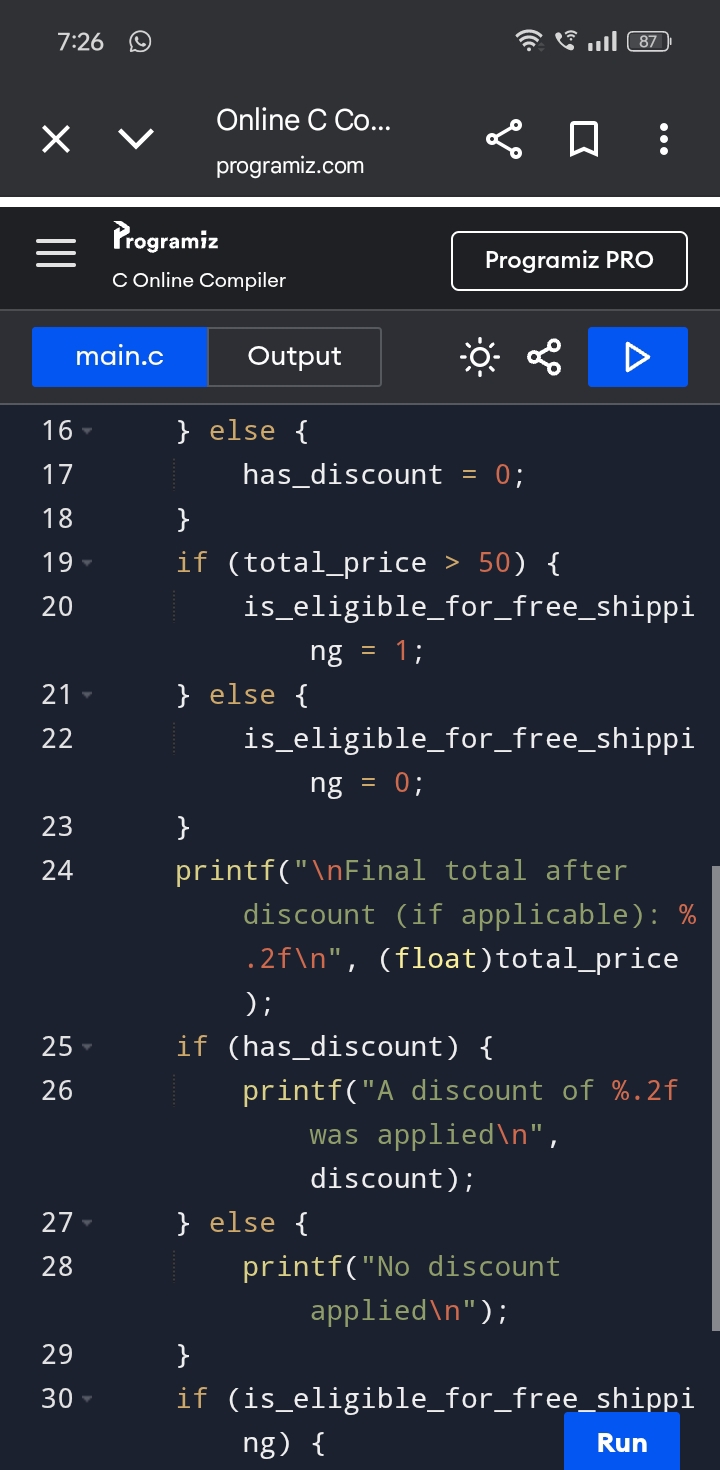 7:26
87
Online C Co...
programiz.com
Programiz
C Online Compiler
Programiz PRO
main.c
Output
16 } else {
17 has_discount = 0;
18 }
19 if (total_price > 50) {
20 is_eligible_for_free_shippi
ng = 1;
21 } else {
22 is_eligible_for_free_shippi
ng = 0;
23 }
24 printf("\nFinal total after
discount (if applicable): %
.2f\n", (float)total_price
);
25 if (has_discount) {
26 printf("A discount of %.2f
was applied\n",
discount);
27 } else {
28 printf("No discount
applied\n");
29 }
30 if (is_eligible_for_free_shippi
ng) {
Run